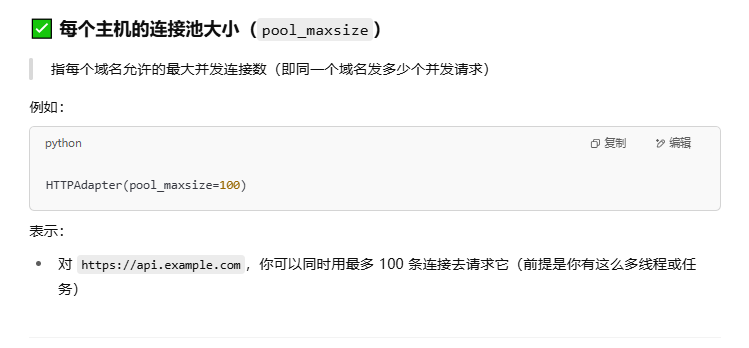 ✅ 每个主机的连接池大小（pool_maxsize）
指每个域名允许的最大并发连接数（即同一个域名发多少个并发请求）
例如：
python
复制
编辑
HTTPAdapter(pool_maxsize=100)
表示：
• 对 https://api.example.com，你可以同时用最多 100 条连接去请求它（前提是你有这么多线程或任
务）